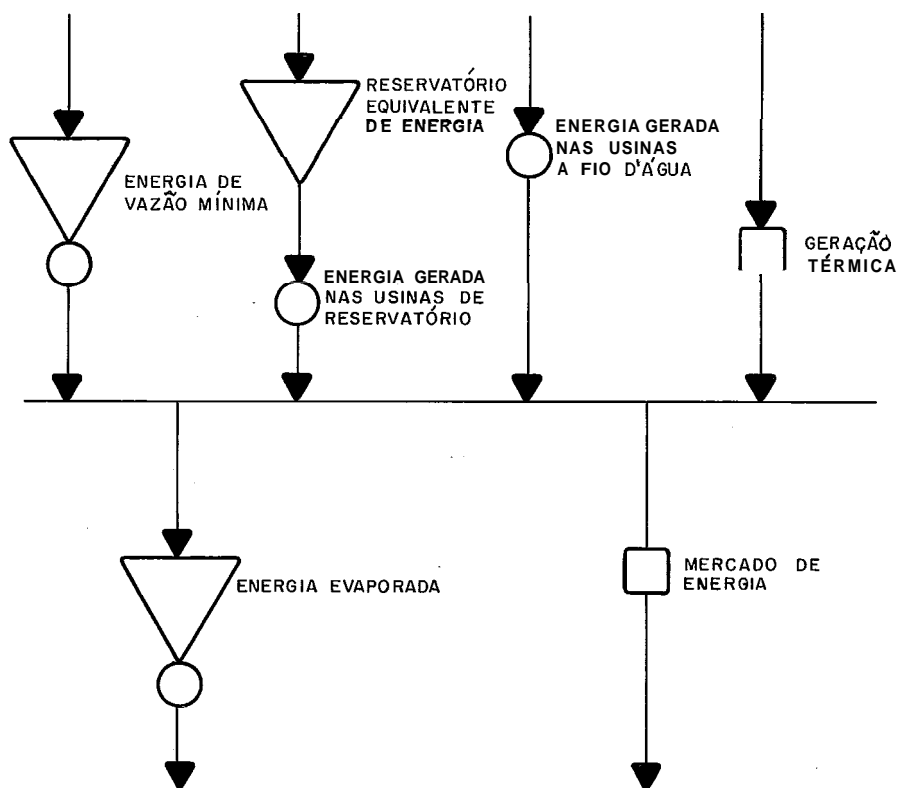 RESERVATÓRIO
EQUIVALENTE
DE ENERGIA
ENERGIA GERADA
NAS USINAS
A FIO D'ÁGUA
ENERGIA DE
VAZÃO MÍNIMA
GERAÇÃO
TÉRMICA
ENERGIA GERADA
NAS USINAS DE
RESERVATÓRIO
ENERGIA EVAPORADA
MERCADO DE
ENERGIA